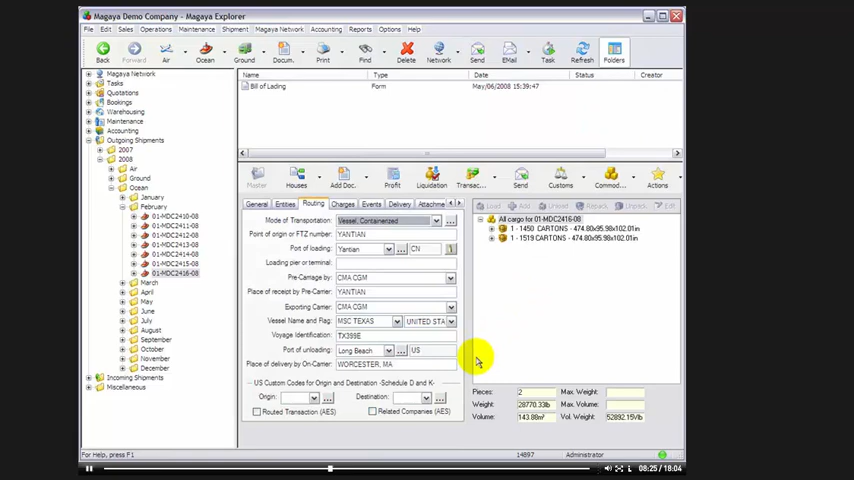 Magaya Demo Company - Magaya Explorer
File Edit Sales Operations Maintenance Shipment Magaya Network Accounting Reports Options Help
Back Forward Air Ocean Ground Docum. Print Find Delete Network Send EMail Task Refresh Folders
Magaya Network
Tasks
Quotations
Bookings
Warehousing
Maintenance
Accounting
Outgoing Shipments
2007
2008
Air
Ground
Ocean
January
February
01-MDC2410-08
01-MDC2411-08
01-MDC2412-08
01-MDC2413-08
01-MDC2414-08
01-MDC2415-08
01-MDC2416-08
March
April
May
June
July
August
September
October
November
December
Incoming Shipments
Miscellaneous
Name Type Date Status Creator
Bill of Lading Form May/06/2008 15:39:47
Master Houses Add Doc. Profit Liquidation Transac... Send Customs Commod... Actions
General Entities Routing Charges Events Delivery Attachme
Mode of Transportation: Vessel, Containerized ...
Point of origin or FTZ number: YANTIAN
Port of loading: Yantian ... CN
Loading pier or terminal:
Pre-Carriage by: CMA CGM
Place of receipt by Pre-Carrier: YANTIAN
Exporting Carrier: CMA CGM
Vessel Name and Flag: MSC TEXAS UNITED STA
Voyage Identification: TX399E
Port of unloading: Long Beach ... US
Place of delivery by On-Carrier: WORCESTER, MA
US Custom Codes for Origin and Destination -Schedule D and K-
Origin: ... Destination: ...
Routed Transaction (AES) Related Companies (AES)
Load Add Unload Repack Unpack Edit
All cargo for 01-MDC2416-08
1 - 1450 CARTONS - 474.80x95.98x102.01in
1 - 1519 CARTONS - 474.80x95.98x102.01in
Pieces: 2 Max. Weight:
Weight: 28770.33lb Max. Volume:
Volume: 143.88m³ Vol. Weight: 52892.15Vlb
For Help, press F1 14897 Administrator
08:25 / 18:04